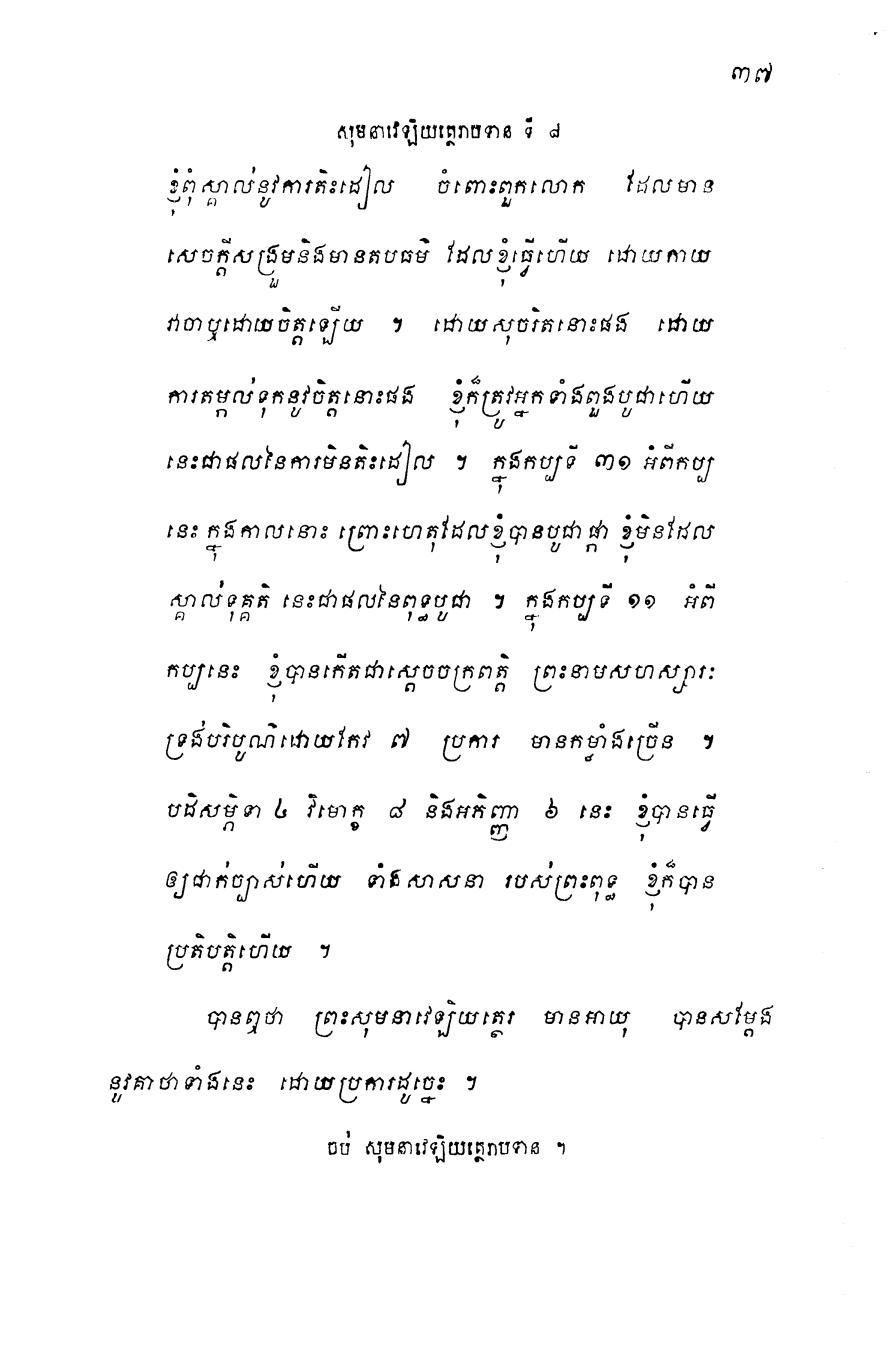 ៣៧
សុមនាវេឡិយត្ថេរាបទាន ទី ៨
ខ្ញុំពុំស្គាល់នូវការតិះដៀល ចំពោះពួកលោក ដែលមាន
សេចក្តីសង្រួមនិងមានតបធម៌ ដែលខ្ញុំធ្វើហើយ ដោយកាយ
វាចាឬដោយចិត្តឡើយ ។ ដោយសុចរិតនោះផង ដោយ
ការតម្កល់ទុកនូវចិត្តនោះផង ខ្ញុំក៏ត្រូវអ្នកទាំងពួងបូជាហើយ
នេះជាផលនៃការមិនតិះដៀល ។ ក្នុងកប្បទី ៣១ អំពីកប្ប
នេះ ក្នុងកាលនោះ ព្រោះហេតុដែលខ្ញុំបានបូជាផ្កា ខ្ញុំមិនដែល
ស្គាល់ទុគ្គតិ នេះជាផលនៃពុទ្ធបូជា ។ ក្នុងកប្បទី ១១ អំពី
កប្បនេះ ខ្ញុំបានកើតជាស្តេចចក្រពត្តិ ព្រះនាមសហស្សារៈ
ទ្រង់បរិបូណ៌ដោយកែវ ៧ ប្រការ មានកម្លាំងច្រើន ។
បដិសម្ភិទា ៤ វិមោក្ខ ៨ និងអភិញ្ញា ៦ នេះ ខ្ញុំបានធ្វើ
ឲ្យជាក់ច្បាស់ហើយ ទាំងសាសនា របស់ព្រះពុទ្ធ ខ្ញុំក៏បាន
ប្រតិបត្តិហើយ ។
បានឮថា ព្រះសុមនាវេឡិយត្ថេរ មានអាយុ បានសម្តែង
នូវគាថាទាំងនេះ ដោយប្រការដូច្នេះ ។
ចប់ សុមនាវេឡិយត្ថេរាបទាន ។